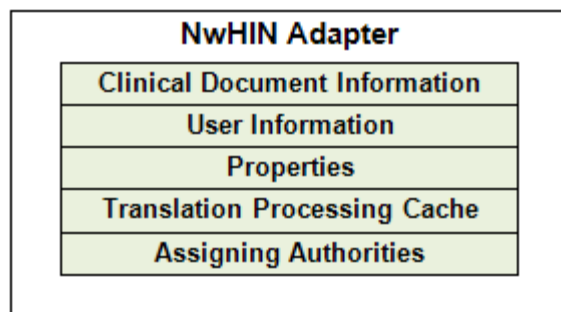 NwHIN Adapter
Clinical Document Information
User Information
Properties
Translation Processing Cache
Assigning Authorities